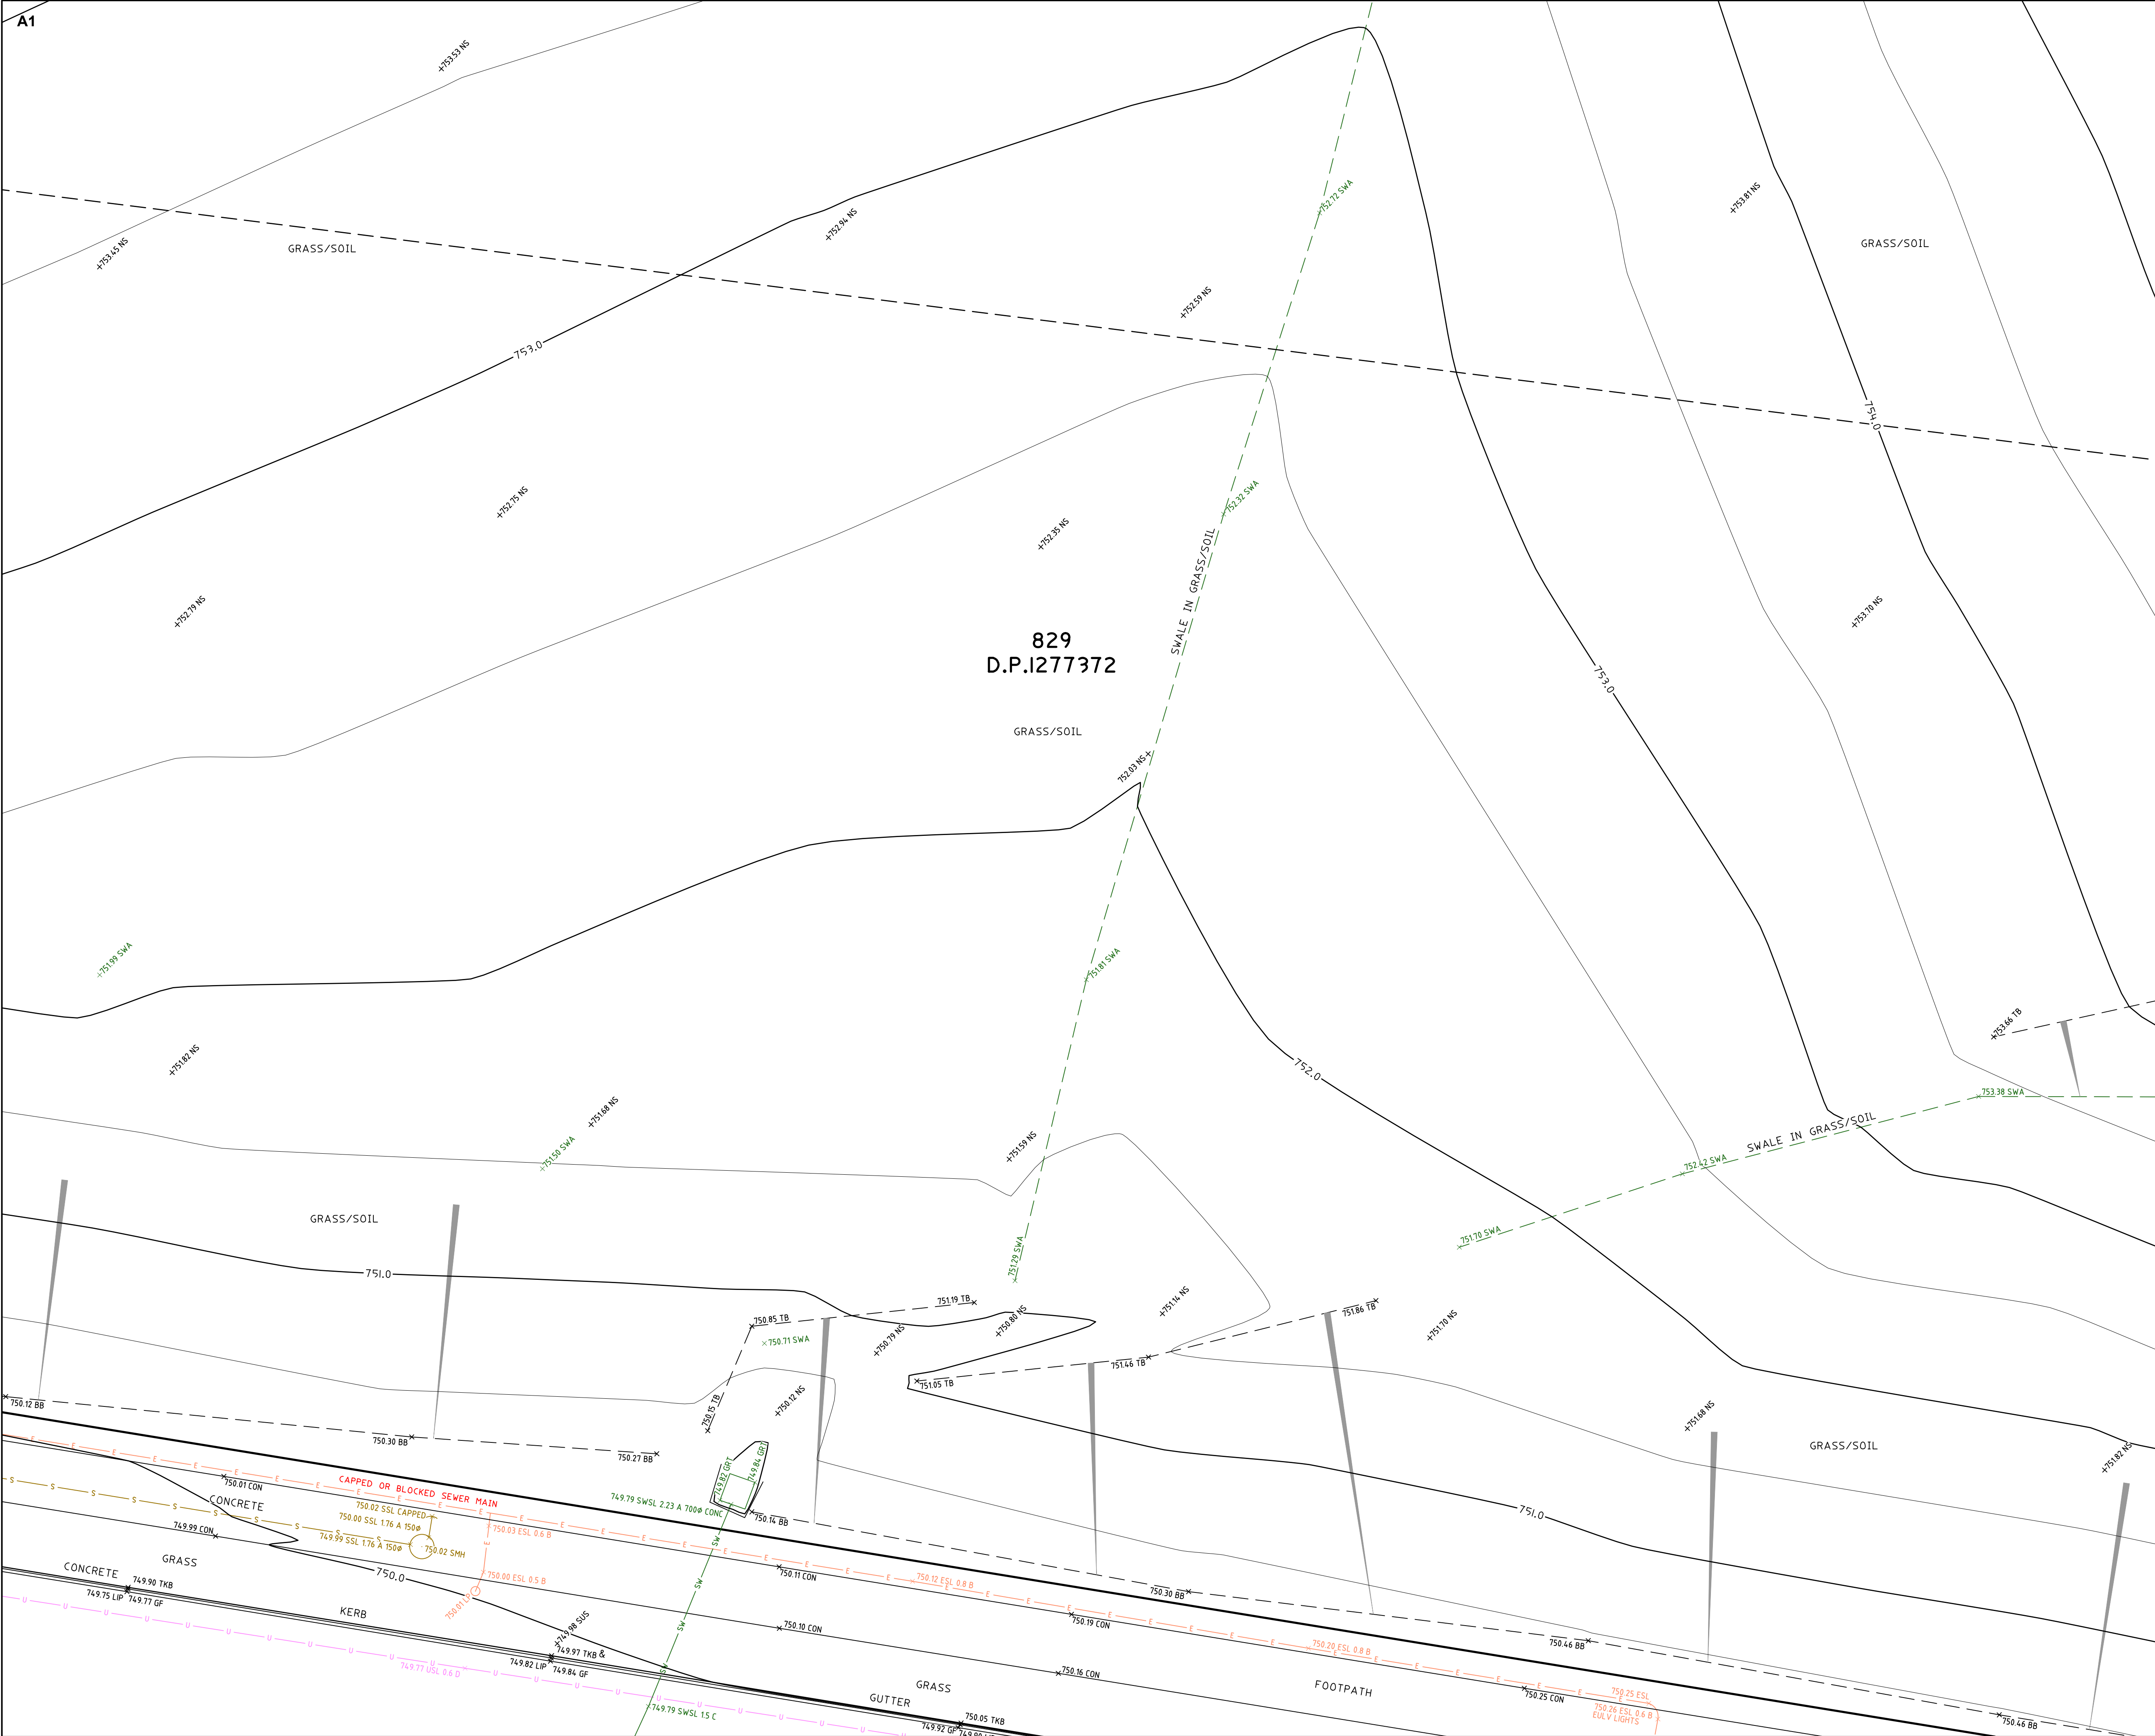 A1
+753.53 NS
+753.45 NS
GRASS/SOIL
+752.94 NS
+752.72 SWA
+753.81 NS
GRASS/SOIL
+752.59 NS
753.0
754.0
+752.75 NS
+752.35 NS
752.32 SWA
SWALE IN GRASS/SOIL
+752.79 NS
+753.70 NS
829
D.P.1277372
753.0
GRASS/SOIL
752.03 NS+
+751.99 SWA
751.81 SWA
+753.66 TB
+751.82 NS
752.0
753.38 SWA
+751.68 NS
SWALE IN GRASS/SOIL
+751.50 SWA
+751.59 NS
752.42 SWA
GRASS/SOIL
751.70 SWA
751.29 SWA
751.0
751.19 TB
+751.14 NS
751.86 TB
750.85 TB
+750.80 NS
+751.70 NS
×750.71 SWA
+750.79 NS
751.46 TB
751.05 TB
750.12 BB
750.15 TB
+750.12 NS
+751.68 NS
750.30 BB
GRASS/SOIL
750.27 BB
+751.82 NS
749.82 GRT
749.84 GRT
750.01 CON
CAPPED OR BLOCKED SEWER MAIN
CONCRETE
749.79 SWSL 2.23 A 700Ø CONC
750.14 BB
751.0
750.02 SSL CAPPED
750.00 SSL 1.76 A 150Ø
749.99 CON
749.99 SSL 1.76 A 150Ø
750.02 SMH
750.03 ESL 0.6 B
GRASS
CONCRETE
750.0
750.00 ESL 0.5 B
750.11 CON
750.12 ESL 0.8 B
750.30 BB
749.90 TKB
749.75 LIP
749.77 GF
750.01 LP
KERB
+749.98 SUS
750.10 CON
750.19 CON
750.46 BB
749.97 TKB &
749.82 LIP
749.84 GF
749.77 USL 0.6 D
750.20 ESL 0.8 B
750.16 CON
GRASS
GUTTER
FOOTPATH
750.25 CON
750.25 ESL
750.26 ESL 0.6 B
EULV LIGHTS
749.79 SWSL 1.5 C
750.05 TKB
749.92 GF
750.46 BB